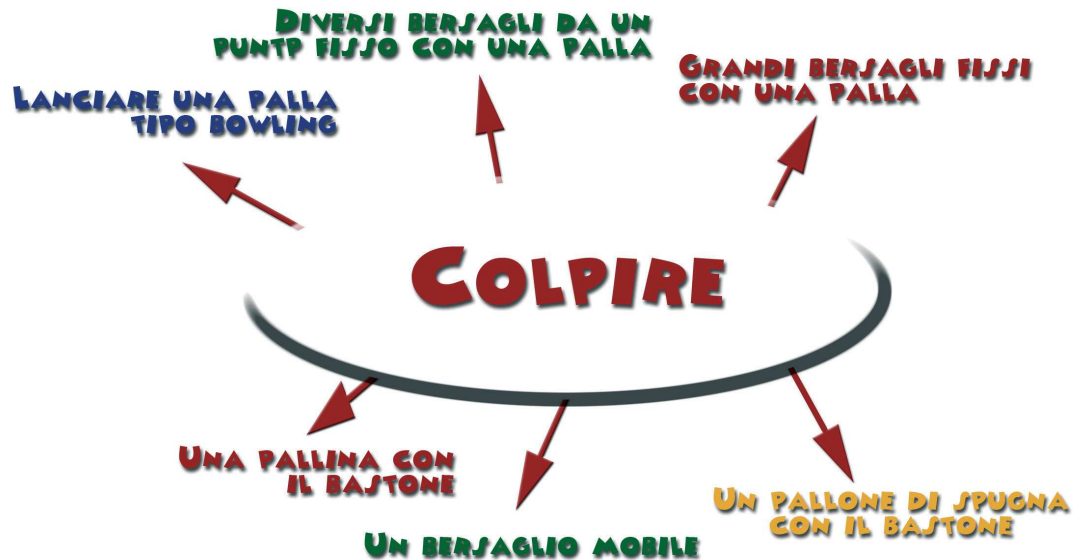 DIVERSI BERSAGLI DA UN
PUNTP FISSO CON UNA PALLA
GRANDI BERSAGLI FISSI
CON UNA PALLA
LANCIARE UNA PALLA
TIPO BOWLING
COLPIRE
UNA PALLINA CON
IL BASTONE
UN PALLONE DI SPUGNA
CON IL BASTONE
UN BERSAGLIO MOBILE